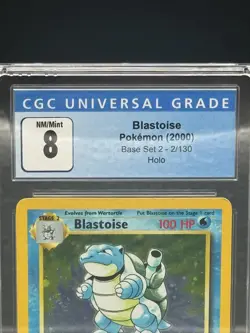 CGC UNIVERSAL GRADE
NM/Mint
8
Blastoise
Pokémon (2000)
Base Set 2 - 2/130
Holo
Evolves from Wartortle
Put Blastoise on the Stage 1 card
STAGE 2
Blastoise
100 HP